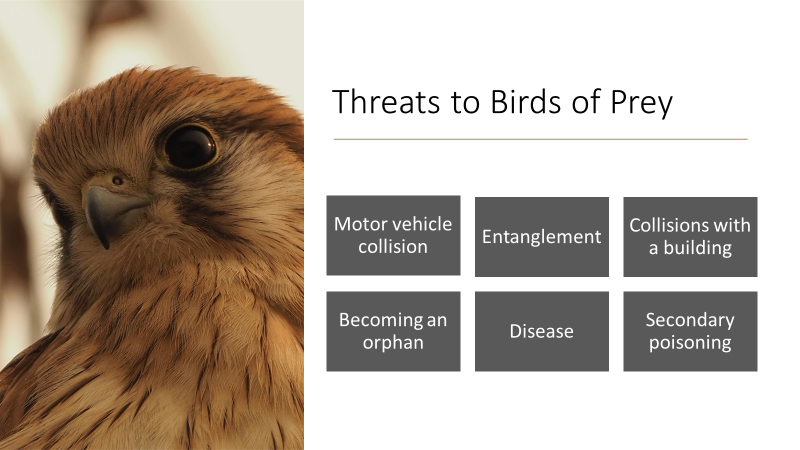 Threats to Birds of Prey
Motor vehicle
collision
Entanglement
Collisions with
a building
Becoming an
orphan
Disease
Secondary
poisoning